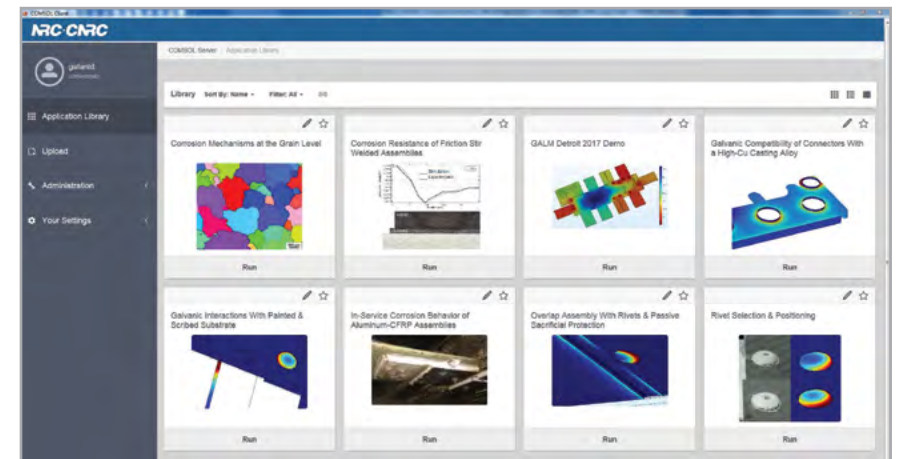 COMSOL Client
NRC·CNRC
COMSOL Server / Application Library
Library Sort By: Name Filter: All 8/8
Application Library
Upload
Administration
Your Settings
Corrosion Mechanisms at the Grain Level
Corrosion Resistance of Friction Stir
Welded Assemblies
GALM Detroit 2017 Demo
Galvanic Compatibility of Connectors With
a High-Cu Casting Alloy
Run
Run
Run
Run
Galvanic Interactions With Painted &
Scribed Substrate
In-Service Corrosion Behavior of
Aluminum-CFRP Assemblies
Overlap Assembly With Rivets & Passive
Sacrificial Protection
Rivet Selection & Positioning
Run
Run
Run
Run